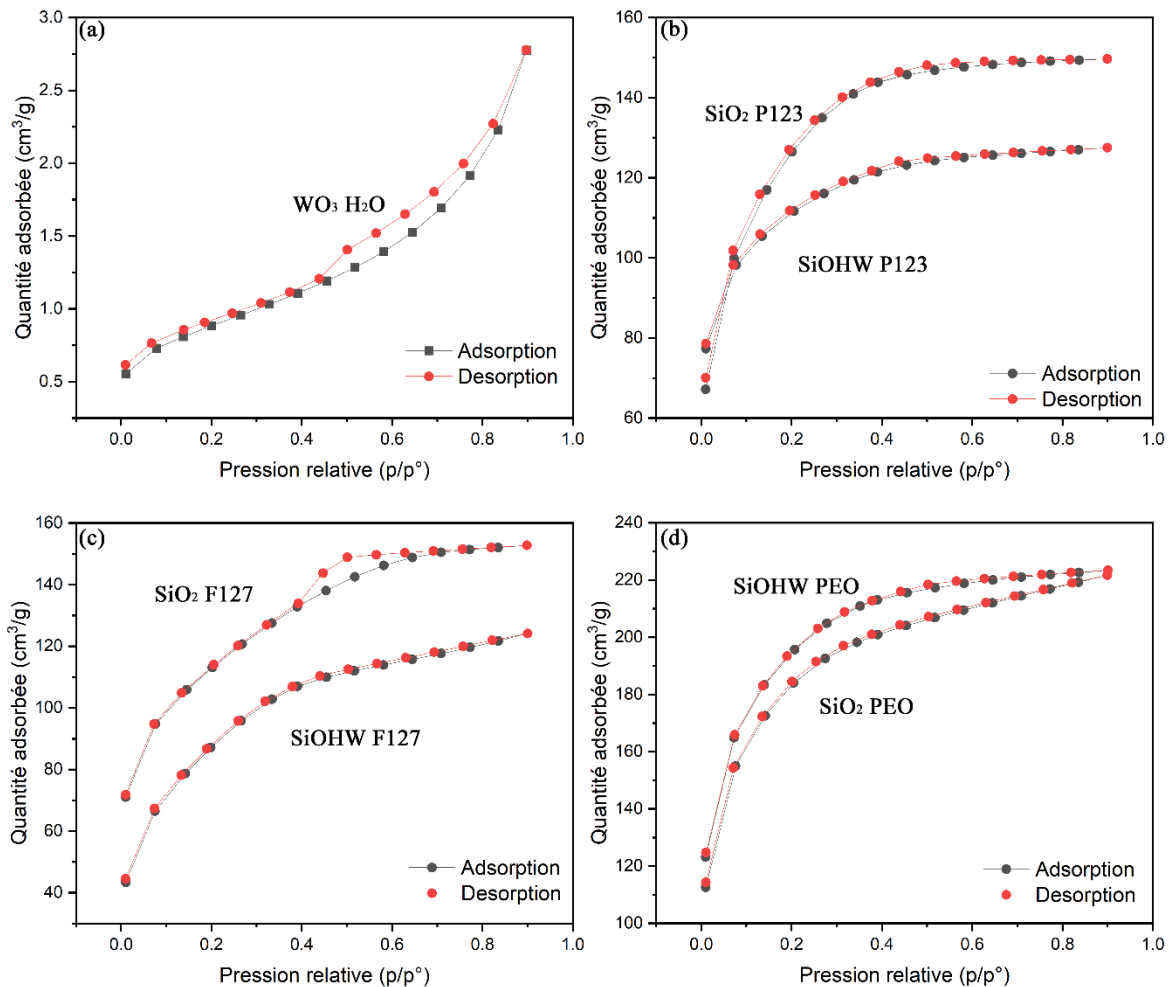 (a)
3.0
2.5
2.0
1.5
1.0
0.5
Quantité adsorbée (cm³/g)
WO₃ H₂O
Adsorption
Desorption
0.0 0.2 0.4 0.6 0.8 1.0
Pression relative (p/p°)
(b)
160
140
120
100
80
60
Quantité adsorbée (cm³/g)
SiO₂ P123
SiOHW P123
Adsorption
Desorption
0.0 0.2 0.4 0.6 0.8 1.0
Pression relative (p/p°)
(c)
160
140
120
100
80
60
40
Quantité adsorbée (cm³/g)
SiO₂ F127
SiOHW F127
Adsorption
Desorption
0.0 0.2 0.4 0.6 0.8 1.0
Pression relative (p/p°)
(d)
240
220
200
180
160
140
120
100
Quantité adsorbée (cm³/g)
SiOHW PEO
SiO₂ PEO
Adsorption
Desorption
0.0 0.2 0.4 0.6 0.8 1.0
Pression relative (p/p°)